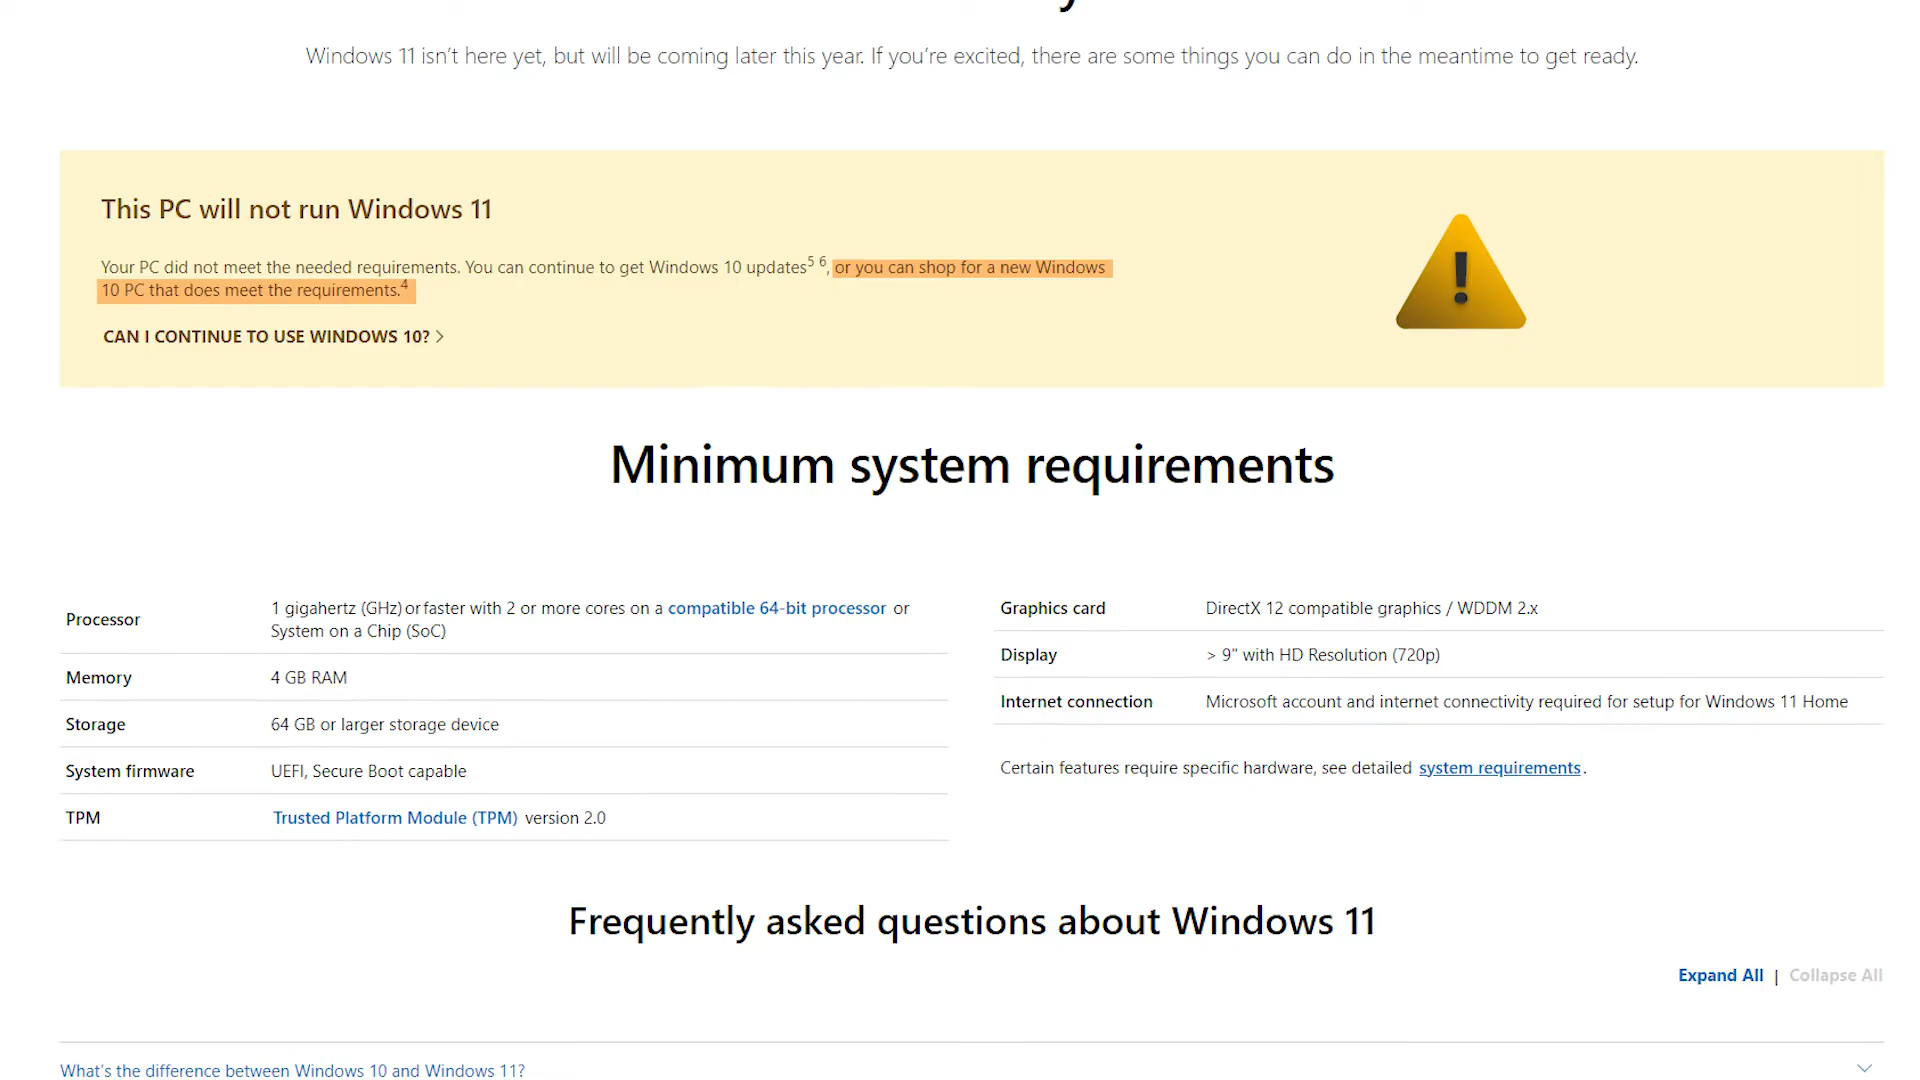 Windows 11 isn't here yet, but will be coming later this year. If you're excited, there are some things you can do in the meantime to get ready.
This PC will not run Windows 11
Your PC did not meet the needed requirements. You can continue to get Windows 10 updates5 6, or you can shop for a new Windows
10 PC that does meet the requirements.4
CAN I CONTINUE TO USE WINDOWS 10? >
Minimum system requirements
Processor
1 gigahertz (GHz) or faster with 2 or more cores on a compatible 64-bit processor or
System on a Chip (SoC)
Memory
4 GB RAM
Storage
64 GB or larger storage device
System firmware
UEFI, Secure Boot capable
TPM
Trusted Platform Module (TPM) version 2.0
Graphics card
DirectX 12 compatible graphics / WDDM 2.x
Display
> 9" with HD Resolution (720p)
Internet connection
Microsoft account and internet connectivity required for setup for Windows 11 Home
Certain features require specific hardware, see detailed system requirements.
Frequently asked questions about Windows 11
Expand All | Collapse All
What's the difference between Windows 10 and Windows 11?